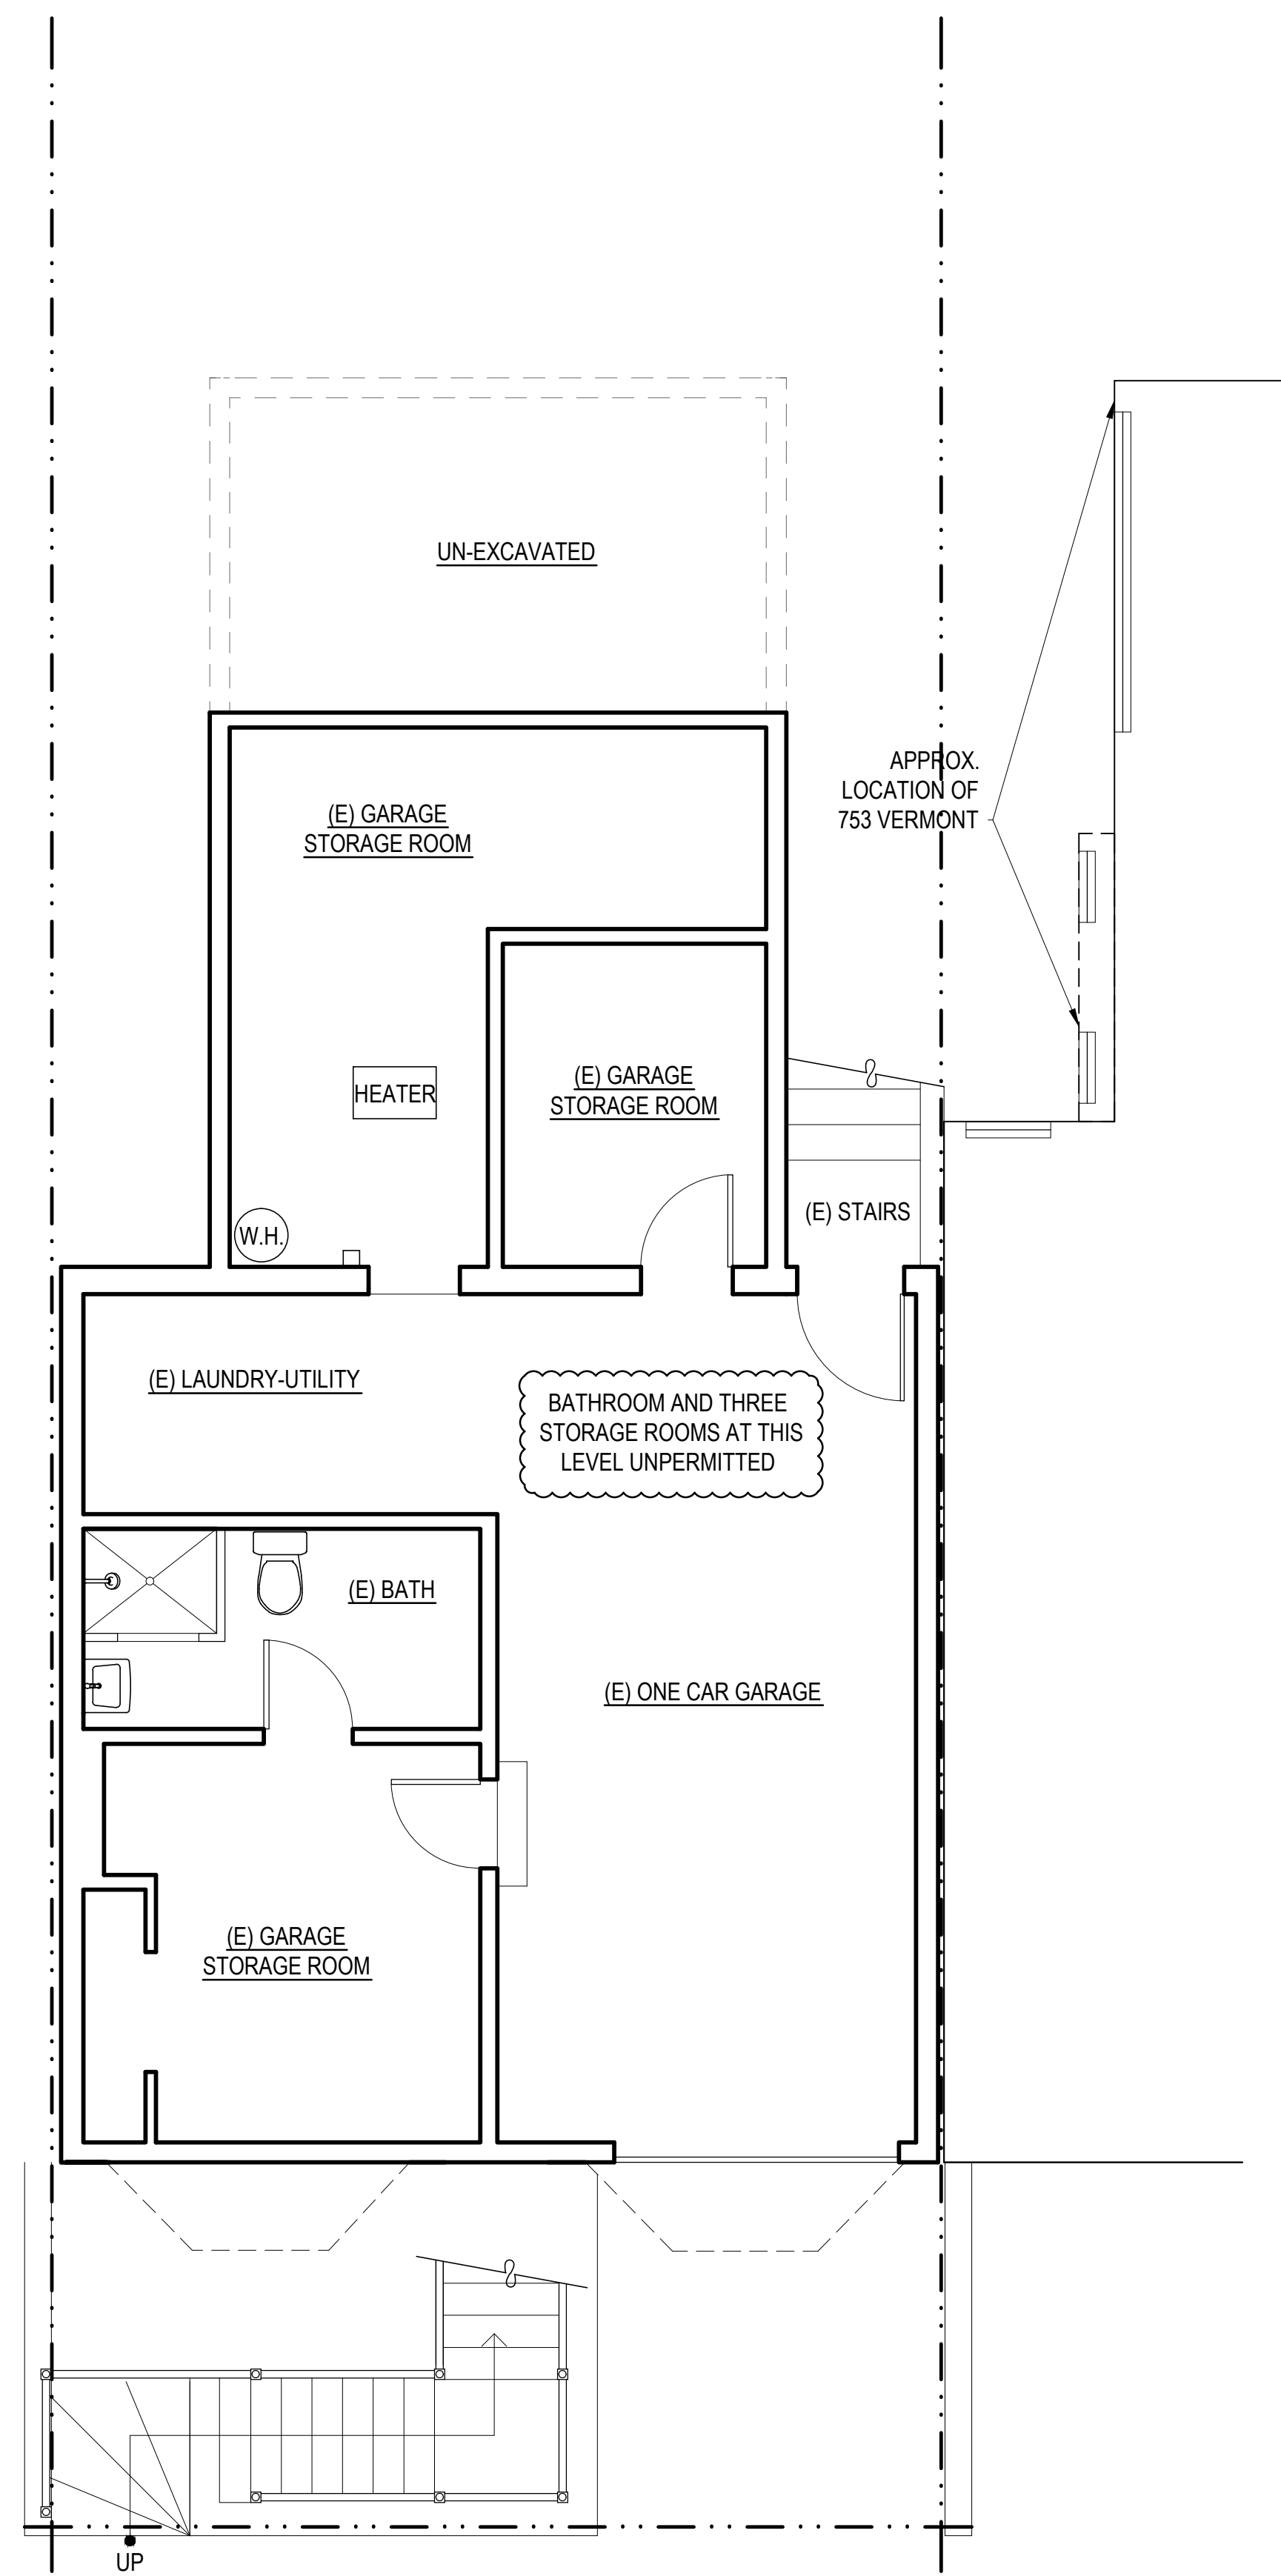 UN-EXCAVATED
APPROX.
LOCATION OF
753 VERMONT
(E) GARAGE
STORAGE ROOM
(E) GARAGE
STORAGE ROOM
HEATER
(E) STAIRS
W.H.
(E) LAUNDRY-UTILITY
BATHROOM AND THREE
STORAGE ROOMS AT THIS
LEVEL UNPERMITTED
(E) BATH
(E) ONE CAR GARAGE
(E) GARAGE
STORAGE ROOM
UP